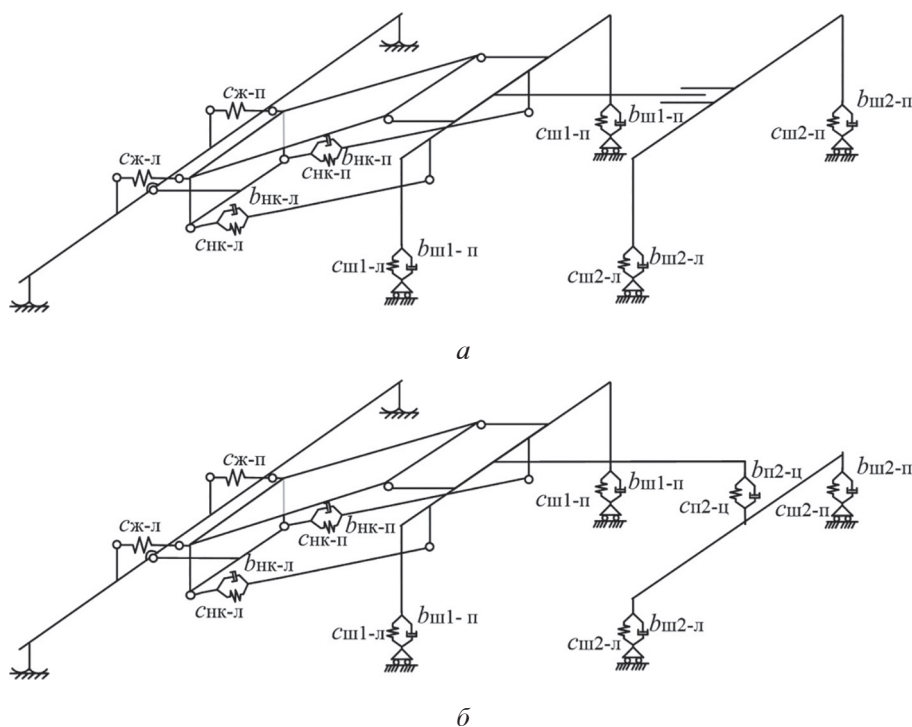 cж-п
bш1-п
bш2-п
cш1-п
cш2-п
cж-л
bнк-п
cнк-п
bнк-л
cнк-л
bш1- п
bш2-л
cш1-л
cш2-л
а
cж-п
bш1-п
bп2-ц
bш2-п
cш1-п
cп2-ц
cш2-п
cж-л
bнк-п
cнк-п
bнк-л
cнк-л
bш1- п
bш2-л
cш1-л
cш2-л
б